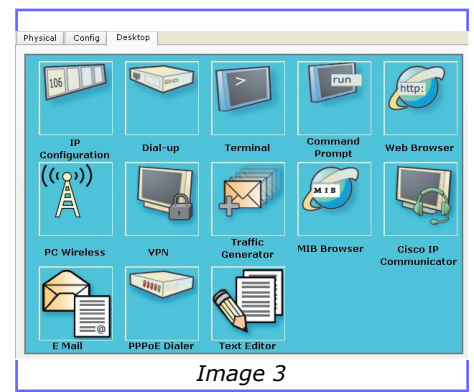 Physical Config Desktop
106
>
run
http:
IP
Configuration
Dial-up
Terminal
Command
Prompt
Web Browser
MIB
PC Wireless
VPN
Traffic
Generator
MIB Browser
Cisco IP
Communicator
@
E Mail
PPPoE Dialer
Text Editor
Image 3